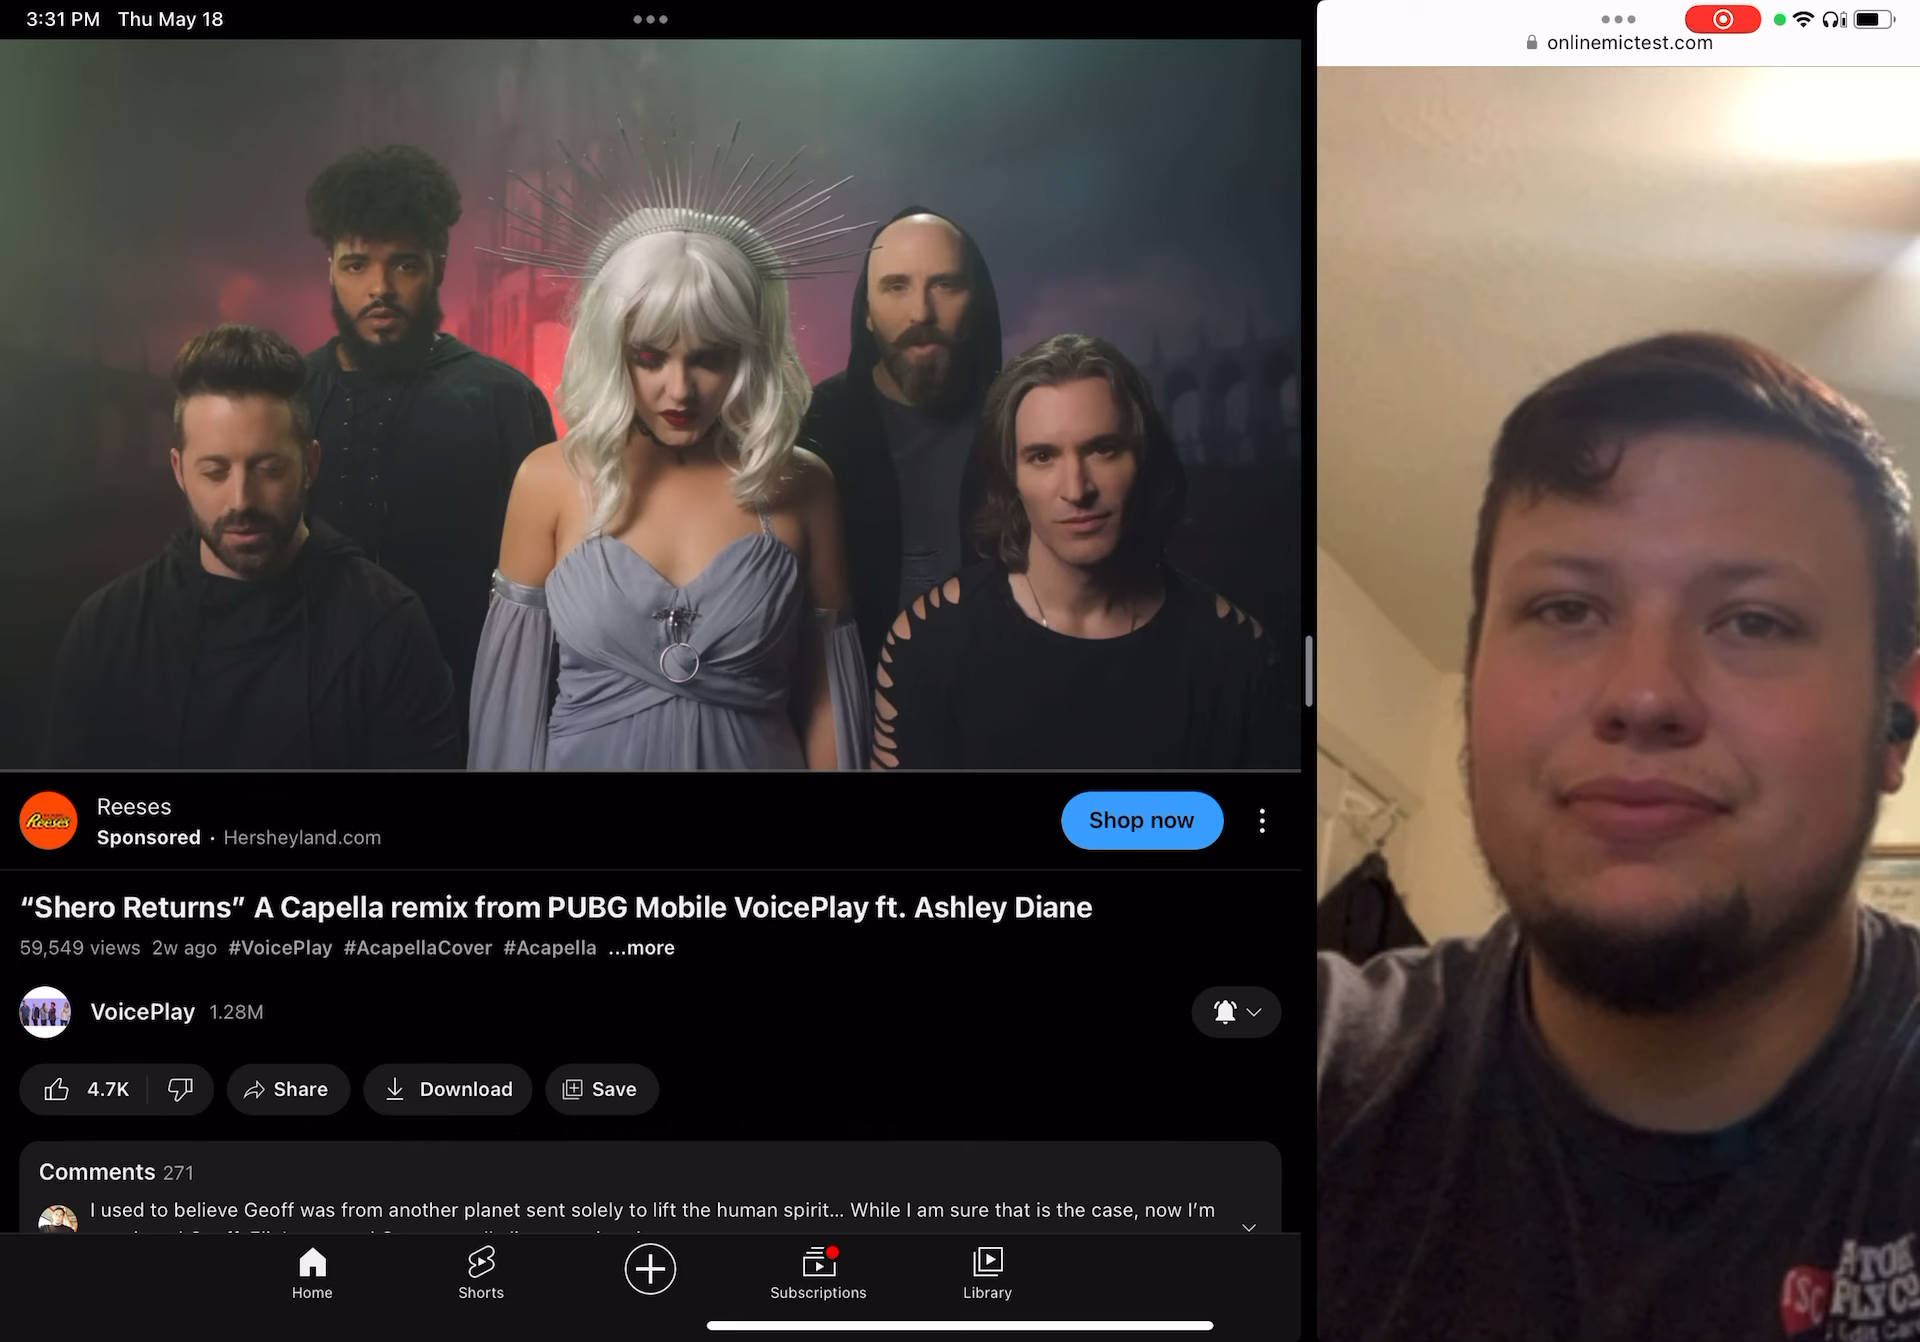 3:31 PM Thu May 18
onlinemictest.com
Reese's
Reeses
Sponsored · Hersheyland.com
Shop now
“Shero Returns” A Capella remix from PUBG Mobile VoicePlay ft. Ashley Diane
59,549 views 2w ago #VoicePlay #AcapellaCover #Acapella ...more
VoicePlay 1.28M
4.7K Share Download Save
Comments 271
I used to believe Geoff was from another planet sent solely to lift the human spirit... While I am sure that is the case, now I’m
Home Shorts Subscriptions Library